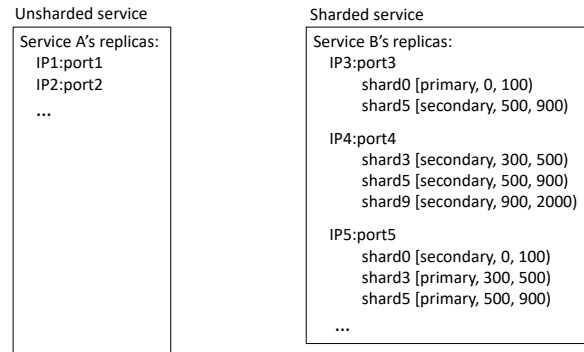 Unsharded service
Service A's replicas:
IP1:port1
IP2:port2
...
Sharded service
Service B's replicas:
IP3:port3
shard0 [primary, 0, 100)
shard5 [secondary, 500, 900)
IP4:port4
shard3 [secondary, 300, 500)
shard5 [secondary, 500, 900)
shard9 [secondary, 900, 2000)
IP5:port5
shard0 [secondary, 0, 100)
shard3 [primary, 300, 500)
shard5 [primary, 500, 900)
...